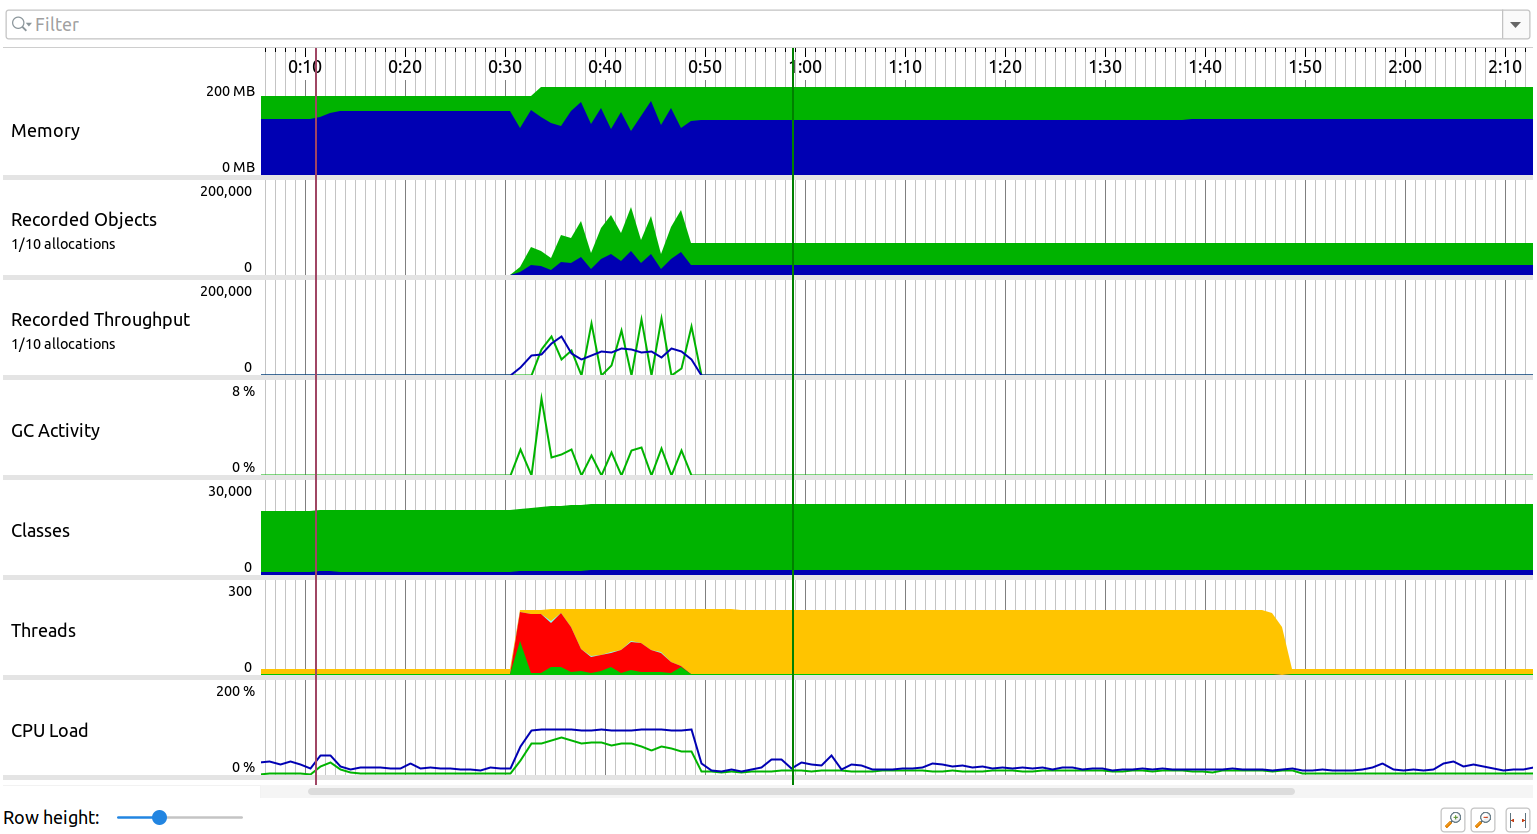 Filter
0:10 0:20 0:30 0:40 0:50 1:00 1:10 1:20 1:30 1:40 1:50 2:00 2:10
200 MB
Memory
0 MB
200,000
Recorded Objects
1/10 allocations
0
200,000
Recorded Throughput
1/10 allocations
0
8 %
GC Activity
0 %
30,000
Classes
0
300
Threads
0
200 %
CPU Load
0 %
Row height: